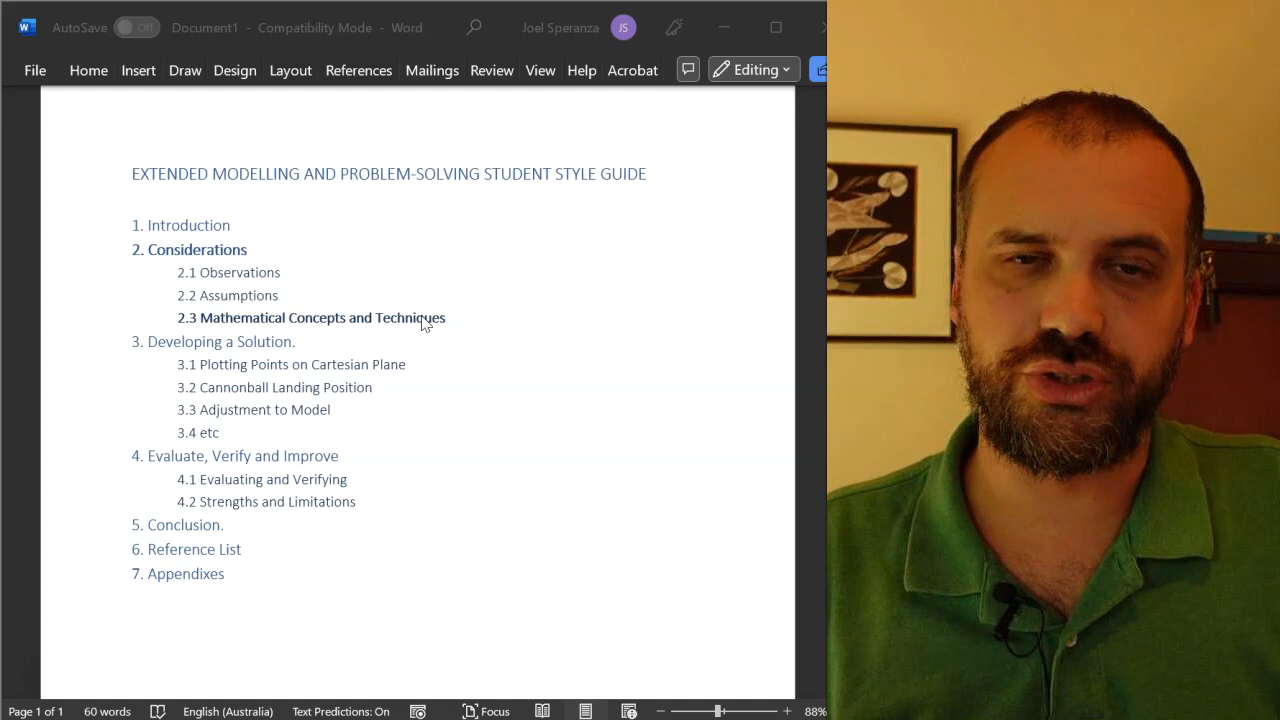 AutoSave Off Document1 - Compatibility Mode - Word Joel Speranza JS
File Home Insert Draw Design Layout References Mailings Review View Help Acrobat Editing
EXTENDED MODELLING AND PROBLEM-SOLVING STUDENT STYLE GUIDE
1. Introduction
2. Considerations
2.1 Observations
2.2 Assumptions
2.3 Mathematical Concepts and Techniques
3. Developing a Solution.
3.1 Plotting Points on Cartesian Plane
3.2 Cannonball Landing Position
3.3 Adjustment to Model
3.4 etc
4. Evaluate, Verify and Improve
4.1 Evaluating and Verifying
4.2 Strengths and Limitations
5. Conclusion.
6. Reference List
7. Appendixes
Page 1 of 1 60 words English (Australia) Text Predictions: On Focus 88%